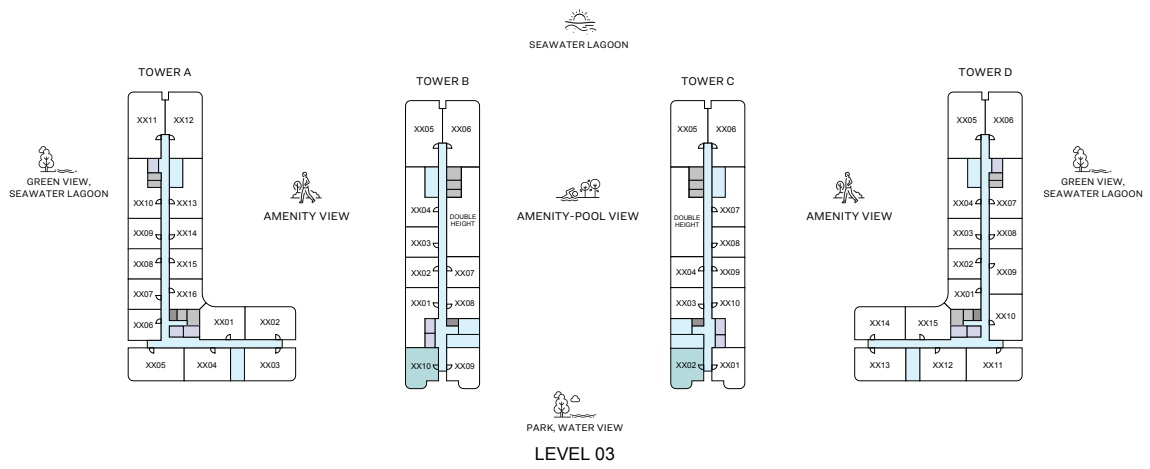 SEAWATER LAGOON
TOWER A
TOWER B
TOWER C
TOWER D
XX11 XX12
XX05 XX06
XX05 XX06
XX05 XX06
GREEN VIEW,
SEAWATER LAGOON
AMENITY VIEW
AMENITY-POOL VIEW
AMENITY VIEW
GREEN VIEW,
SEAWATER LAGOON
XX10 XX13
XX09 XX14
XX08 XX15
XX07 XX16
XX06 XX01 XX02
XX05 XX04 XX03
XX04 DOUBLE
HEIGHT
XX03
XX02 XX07
XX01 XX08
XX10 XX09
DOUBLE
HEIGHT
XX07
XX08
XX04 XX09
XX03 XX10
XX02 XX01
XX04 XX07
XX03 XX08
XX02 XX09
XX01
XX14 XX15 XX10
XX13 XX12 XX11
PARK, WATER VIEW
LEVEL 03